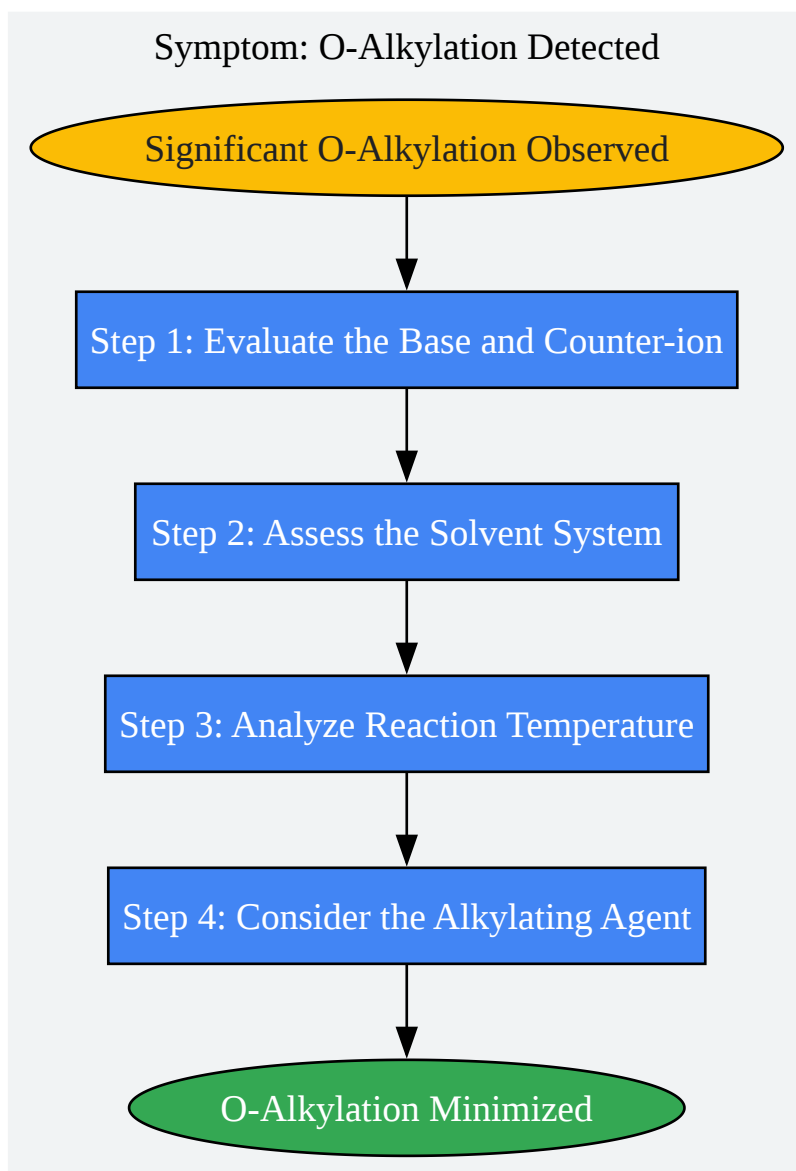 Symptom: O-Alkylation Detected
Significant O-Alkylation Observed
Step 1: Evaluate the Base and Counter-ion
Step 2: Assess the Solvent System
Step 3: Analyze Reaction Temperature
Step 4: Consider the Alkylating Agent
O-Alkylation Minimized